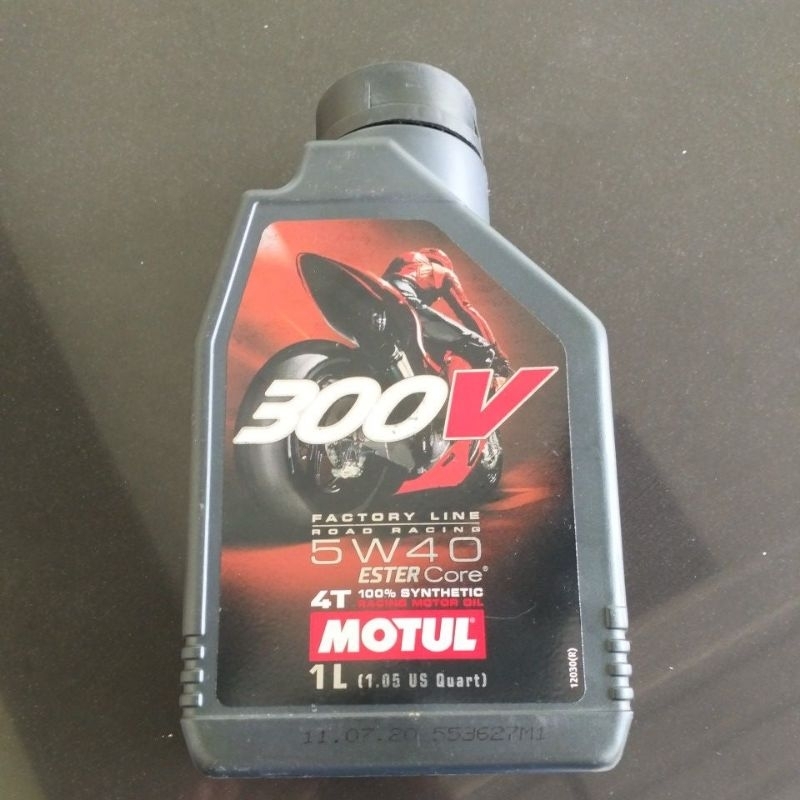 300V
FACTORY LINE
ROAD RACING
5W40
ESTER Core®
4T 100% SYNTHETIC
RACING MOTOR OIL
MOTUL
1L (1.05 US Quart)
12030(R)
11.07.20 553627M1